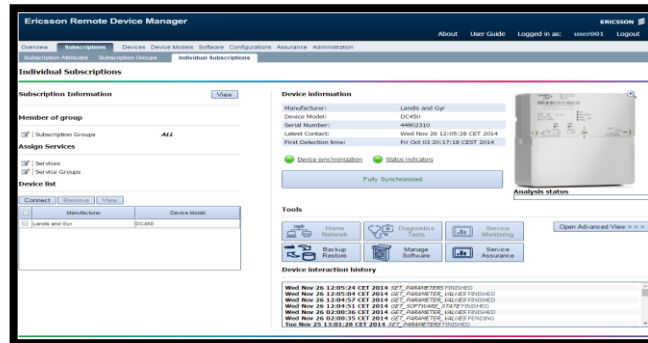 Ericsson Remote Device Manager
ERICSSON
About User Guide Logged in as: user001 Logout
Overview Subscriptions Devices Device Models Software Configurations Assurance Administration
Subscription Attributes Subscription Groups Individual Subscriptions
Individual Subscriptions
Subscription Information View
Member of group
Subscription Groups ALL
Assign Services
Services
Service Groups
Device list
Connect Remove View
Manufacturer Device Model
Landis and Gyr DC450
Device information
Manufacturer: Landis and Gyr
Device Model: DC450
Serial Number: 44902310
Latest Contact: Wed Nov 26 12:05:28 CET 2014
First Detection time: Fri Oct 03 20:17:18 CEST 2014
Device synchronization Status indicators
Fully Synchronized
Analysis status
Tools
Home Network Diagnostics Tests Service Monitoring
Open Advanced View > > >
Backup Restore Manage Software Service Assurance
Device interaction history
Wed Nov 26 12:05:24 CET 2014 SET_PARAMETERS FINISHED
Wed Nov 26 12:05:04 CET 2014 GET_PARAMETER_VALUES FINISHED
Wed Nov 26 12:04:57 CET 2014 GET_PARAMETER_VALUES FINISHED
Wed Nov 26 12:04:51 CET 2014 GET_SOFTWARE_STATE FINISHED
Wed Nov 26 02:00:36 CET 2014 GET_PARAMETER_VALUES FINISHED
Wed Nov 26 02:00:35 CET 2014 GET_PARAMETER_VALUES PENDING
Tue Nov 25 13:01:28 CET 2014 SET_PARAMETERS FINISHED